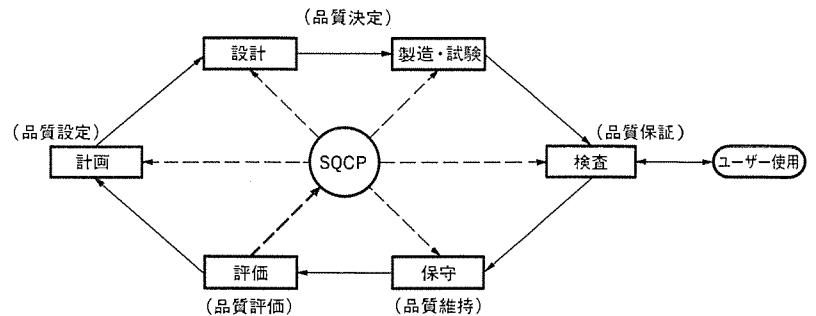 (品質決定)
設計
製造・試験
(品質設定)
(品質保証)
計画
SQCP
検査
ユーザー使用
評価
保守
(品質評価)
(品質維持)